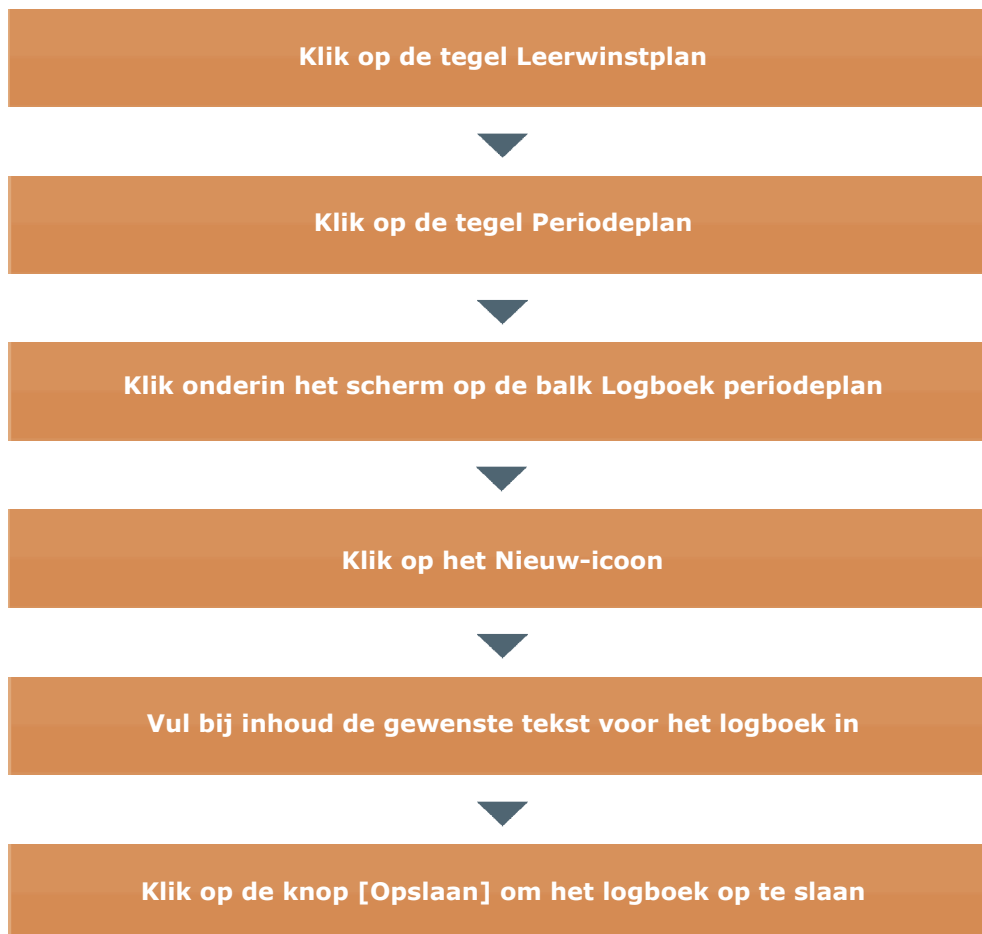 Klik op de tegel Leerwinstplan
Klik op de tegel Periodeplan
Klik onderin het scherm op de balk Logboek periodeplan
Klik op het Nieuw-icoon
Vul bij inhoud de gewenste tekst voor het logboek in
Klik op de knop [Opslaan] om het logboek op te slaan